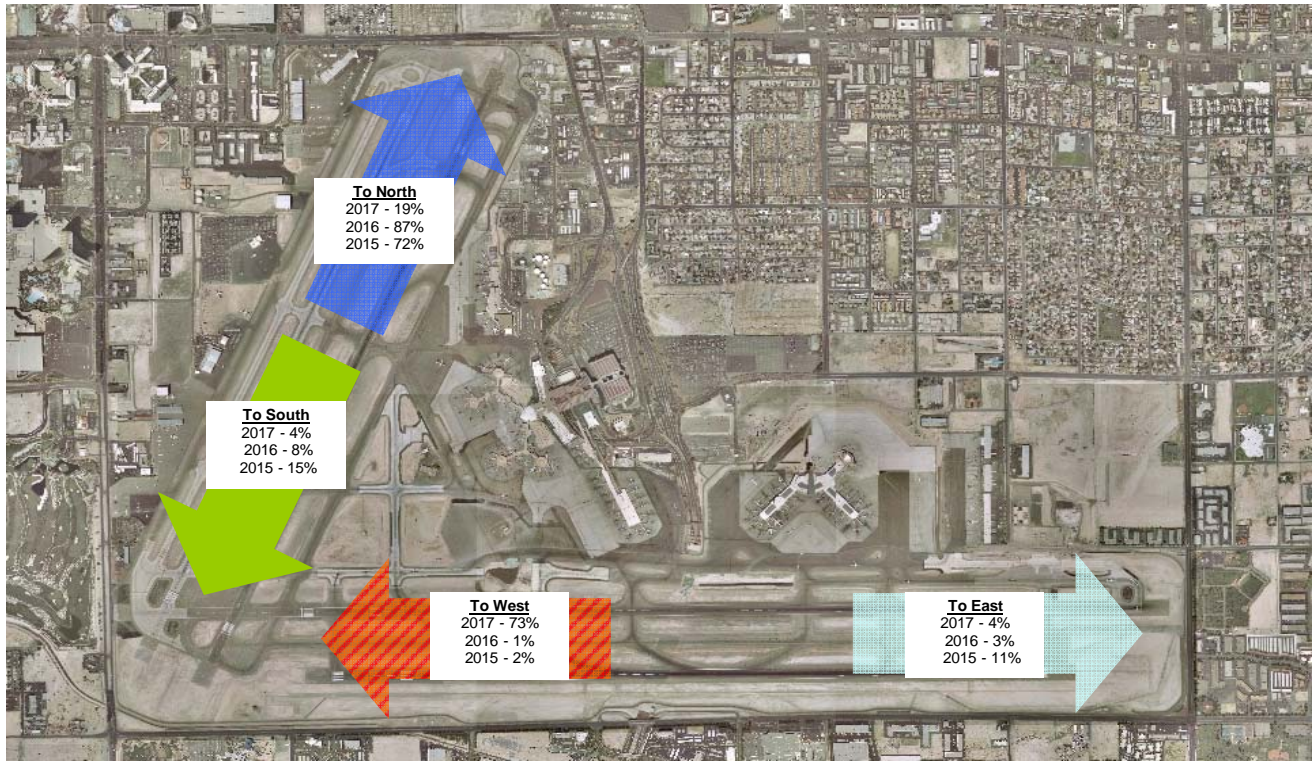 To North
2017 - 19%
2016 - 87%
2015 - 72%
To South
2017 - 4%
2016 - 8%
2015 - 15%
To West
2017 - 73%
2016 - 1%
2015 - 2%
To East
2017 - 4%
2016 - 3%
2015 - 11%